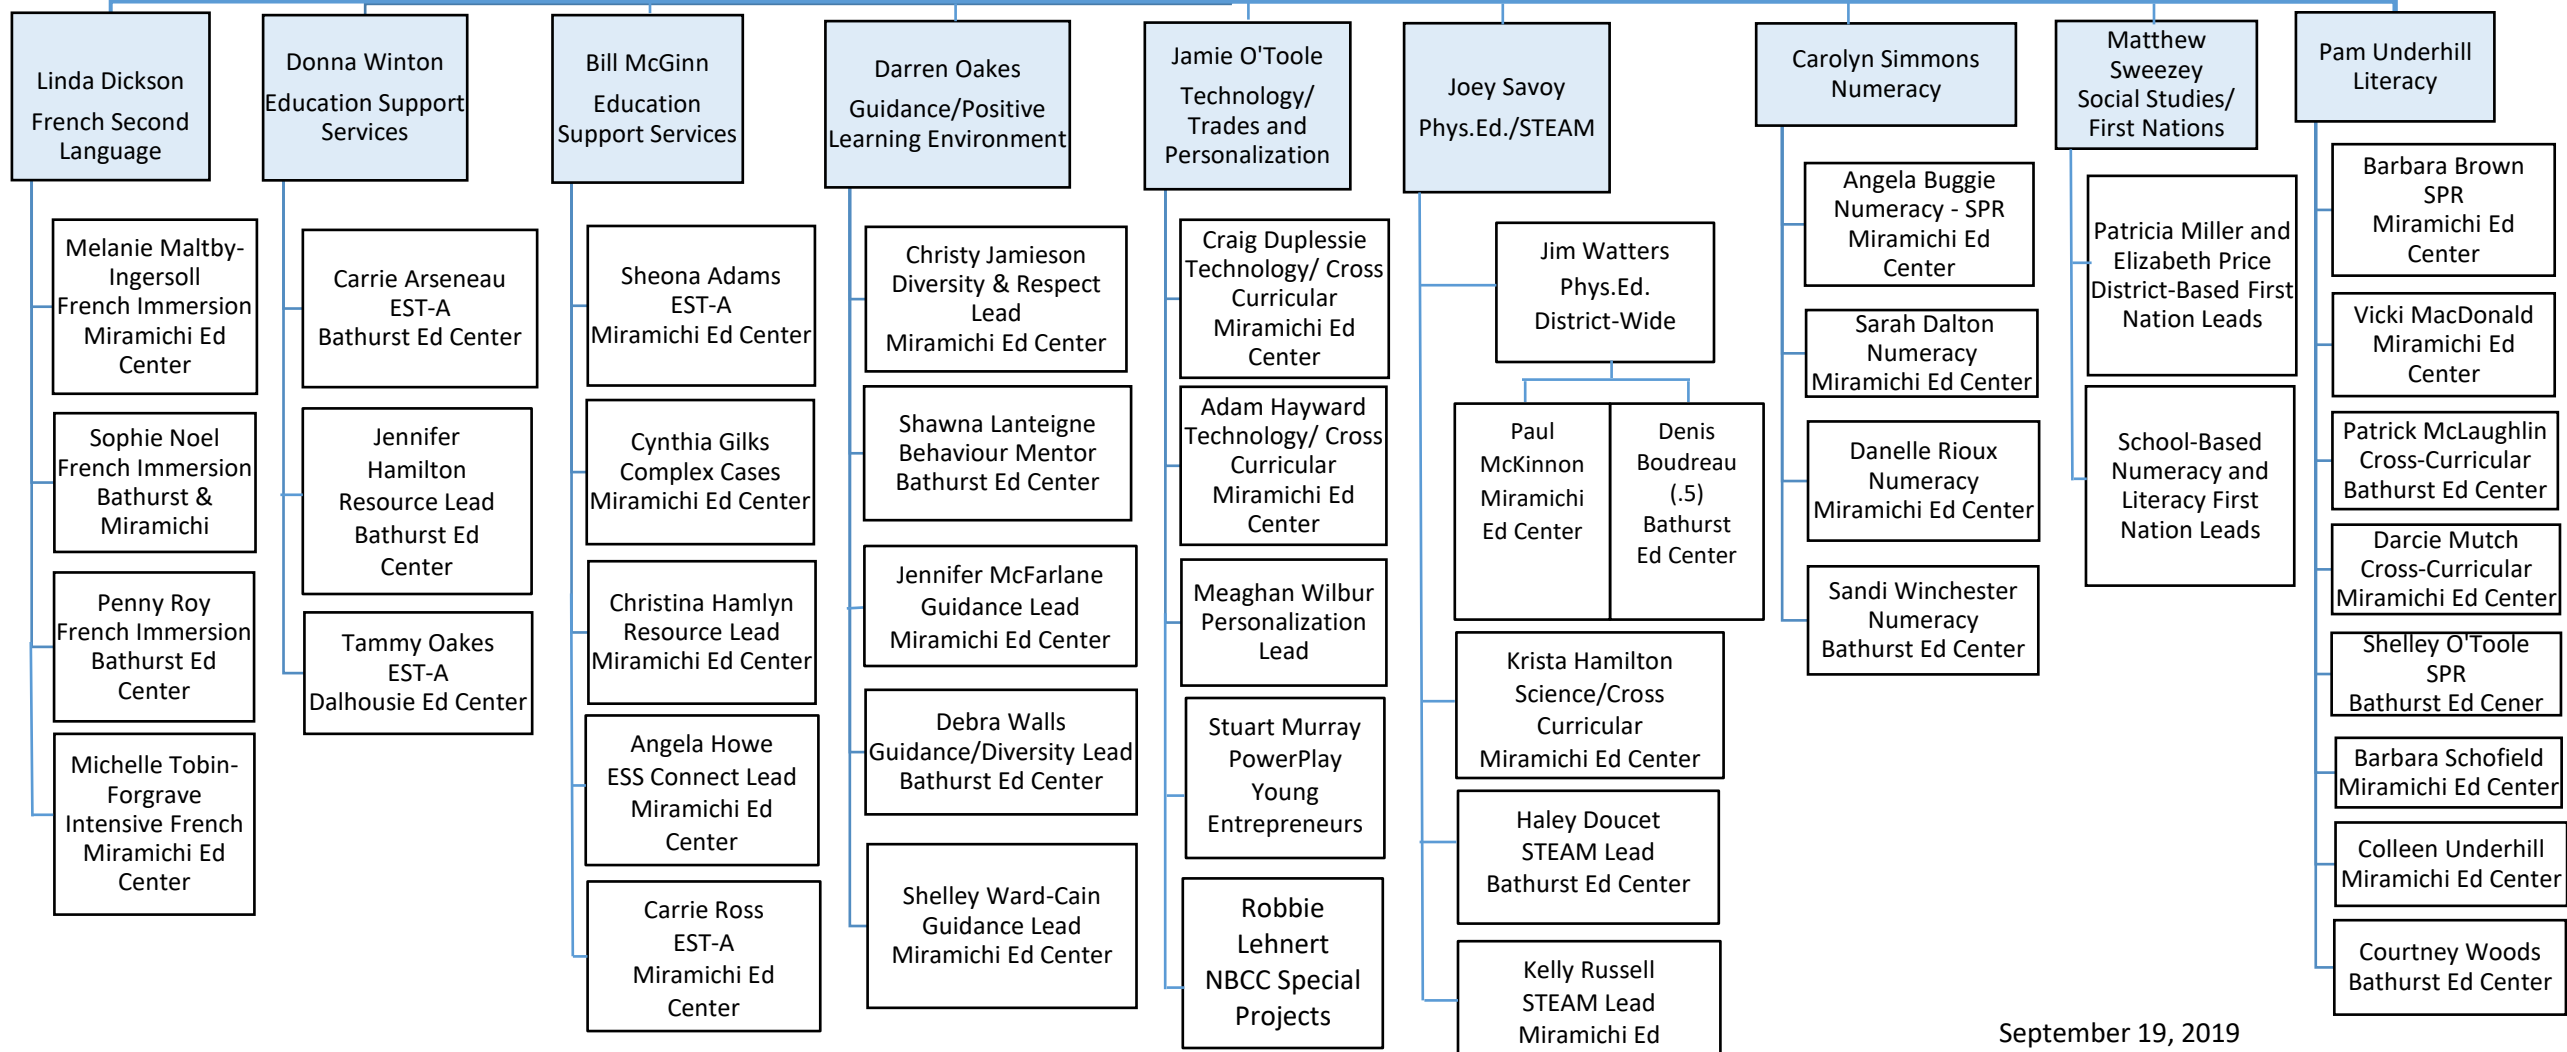 Linda Dickson
French Second
Language
Melanie Maltby-
Ingersoll
French Immersion
Miramichi Ed
Center
Sophie Noel
French Immersion
Bathurst &
Miramichi
Penny Roy
French Immersion
Bathurst Ed
Center
Michelle Tobin-
Forgrave
Intensive French
Miramichi Ed
Center
Donna Winton
Education Support
Services
Carrie Arseneau
EST-A
Bathurst Ed Center
Jennifer
Hamilton
Resource Lead
Bathurst Ed
Center
Tammy Oakes
EST-A
Dalhousie Ed Center
Bill McGinn
Education
Support Services
Sheona Adams
EST-A
Miramichi Ed Center
Cynthia Gilks
Complex Cases
Miramichi Ed Center
Christina Hamlyn
Resource Lead
Miramichi Ed Center
Angela Howe
ESS Connect Lead
Miramichi Ed
Center
Carrie Ross
EST-A
Miramichi Ed
Center
Darren Oakes
Guidance/Positive
Learning Environment
Christy Jamieson
Diversity & Respect
Lead
Miramichi Ed Center
Shawna Lanteigne
Behaviour Mentor
Bathurst Ed Center
Jennifer McFarlane
Guidance Lead
Miramichi Ed Center
Debra Walls
Guidance/Diversity Lead
Bathurst Ed Center
Shelley Ward-Cain
Guidance Lead
Miramichi Ed Center
Jamie O'Toole
Technology/
Trades and
Personalization
Craig Duplessie
Technology/ Cross
Curricular
Miramichi Ed
Center
Adam Hayward
Technology/ Cross
Curricular
Miramichi Ed
Center
Meaghan Wilbur
Personalization
Lead
Stuart Murray
PowerPlay
Young
Entrepreneurs
Robbie
Lehnert
NBCC Special
Projects
Joey Savoy
Phys.Ed./STEAM
Jim Watters
Phys.Ed.
District-Wide
Paul
McKinnon
Miramichi
Ed Center
Denis
Boudreau
(.5)
Bathurst
Ed Center
Krista Hamilton
Science/Cross
Curricular
Miramichi Ed Center
Haley Doucet
STEAM Lead
Bathurst Ed Center
Kelly Russell
STEAM Lead
Miramichi Ed
Carolyn Simmons
Numeracy
Angela Buggie
Numeracy - SPR
Miramichi Ed
Center
Sarah Dalton
Numeracy
Miramichi Ed Center
Danelle Rioux
Numeracy
Miramichi Ed Center
Sandi Winchester
Numeracy
Bathurst Ed Center
Matthew
Sweezey
Social Studies/
First Nations
Patricia Miller and
Elizabeth Price
District-Based First
Nation Leads
School-Based
Numeracy and
Literacy First
Nation Leads
Pam Underhill
Literacy
Barbara Brown
SPR
Miramichi Ed
Center
Vicki MacDonald
Miramichi Ed
Center
Patrick McLaughlin
Cross-Curricular
Bathurst Ed Center
Darcie Mutch
Cross-Curricular
Miramichi Ed Center
Shelley O'Toole
SPR
Bathurst Ed Cener
Barbara Schofield
Miramichi Ed Center
Colleen Underhill
Miramichi Ed Center
Courtney Woods
Bathurst Ed Center
September 19, 2019